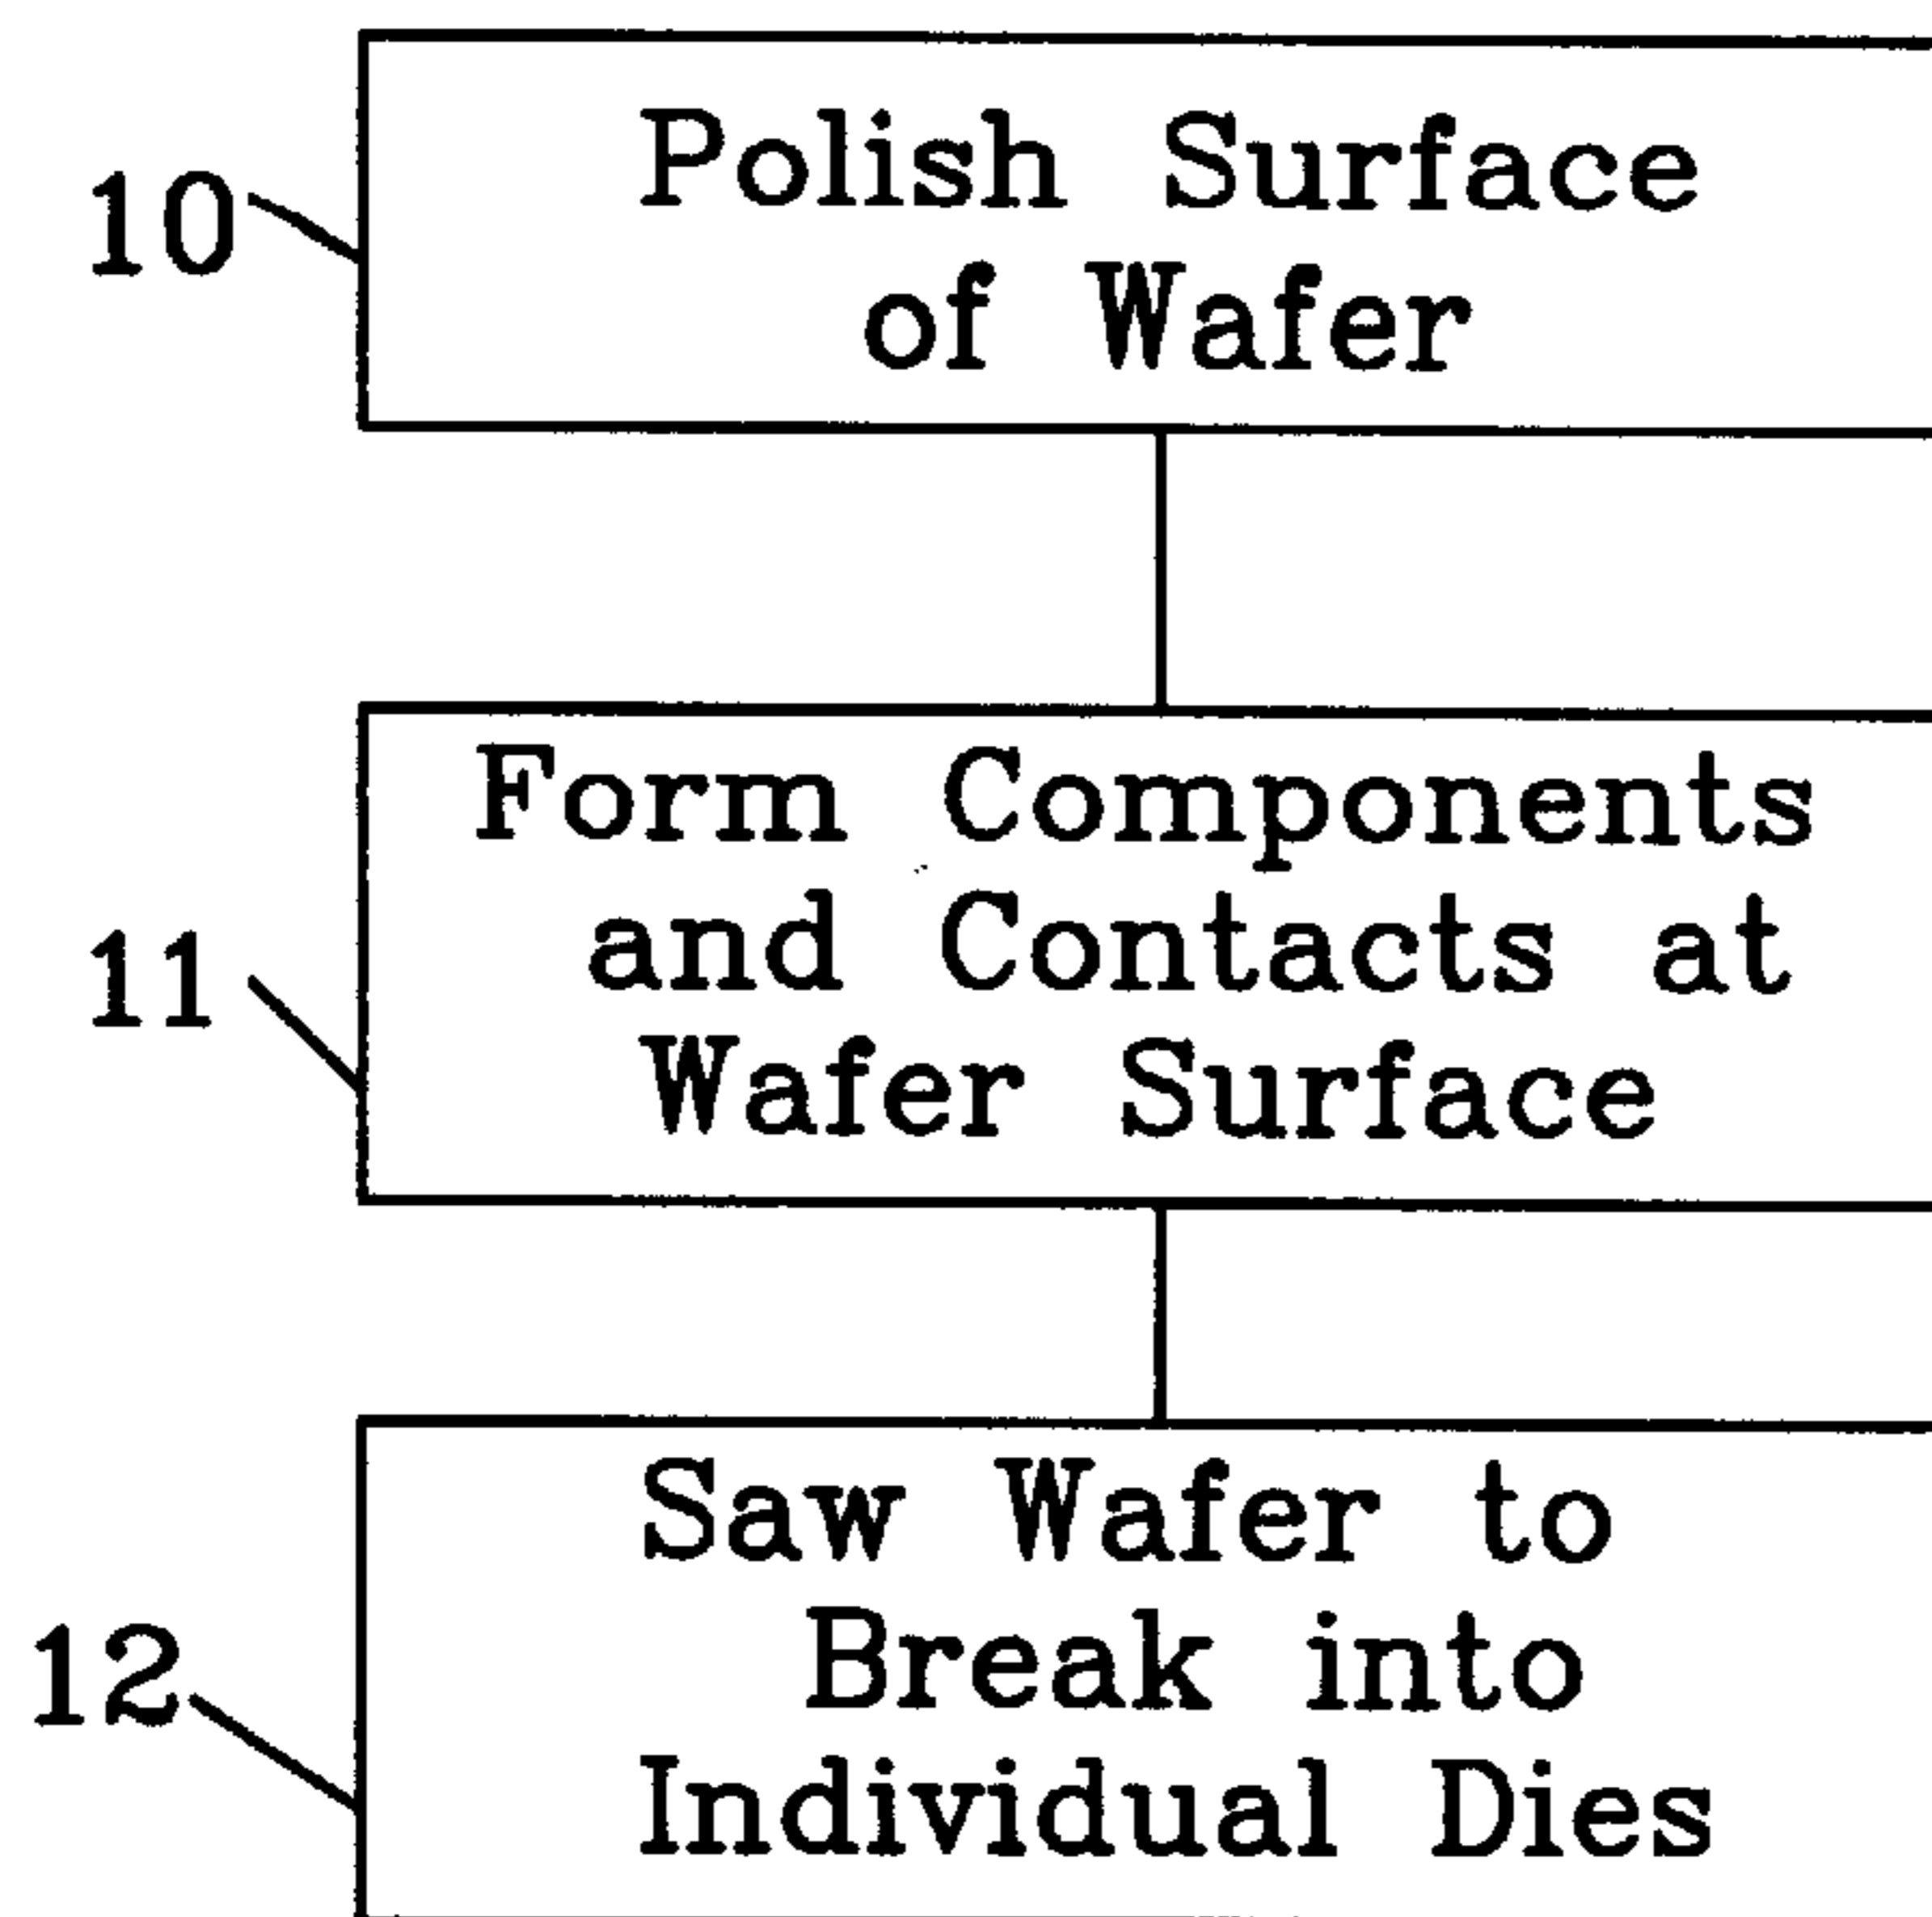 10
Polish Surface
of Wafer
11
Form Components
and Contacts at
Wafer Surface
12
Saw Wafer to
Break into
Individual Dies